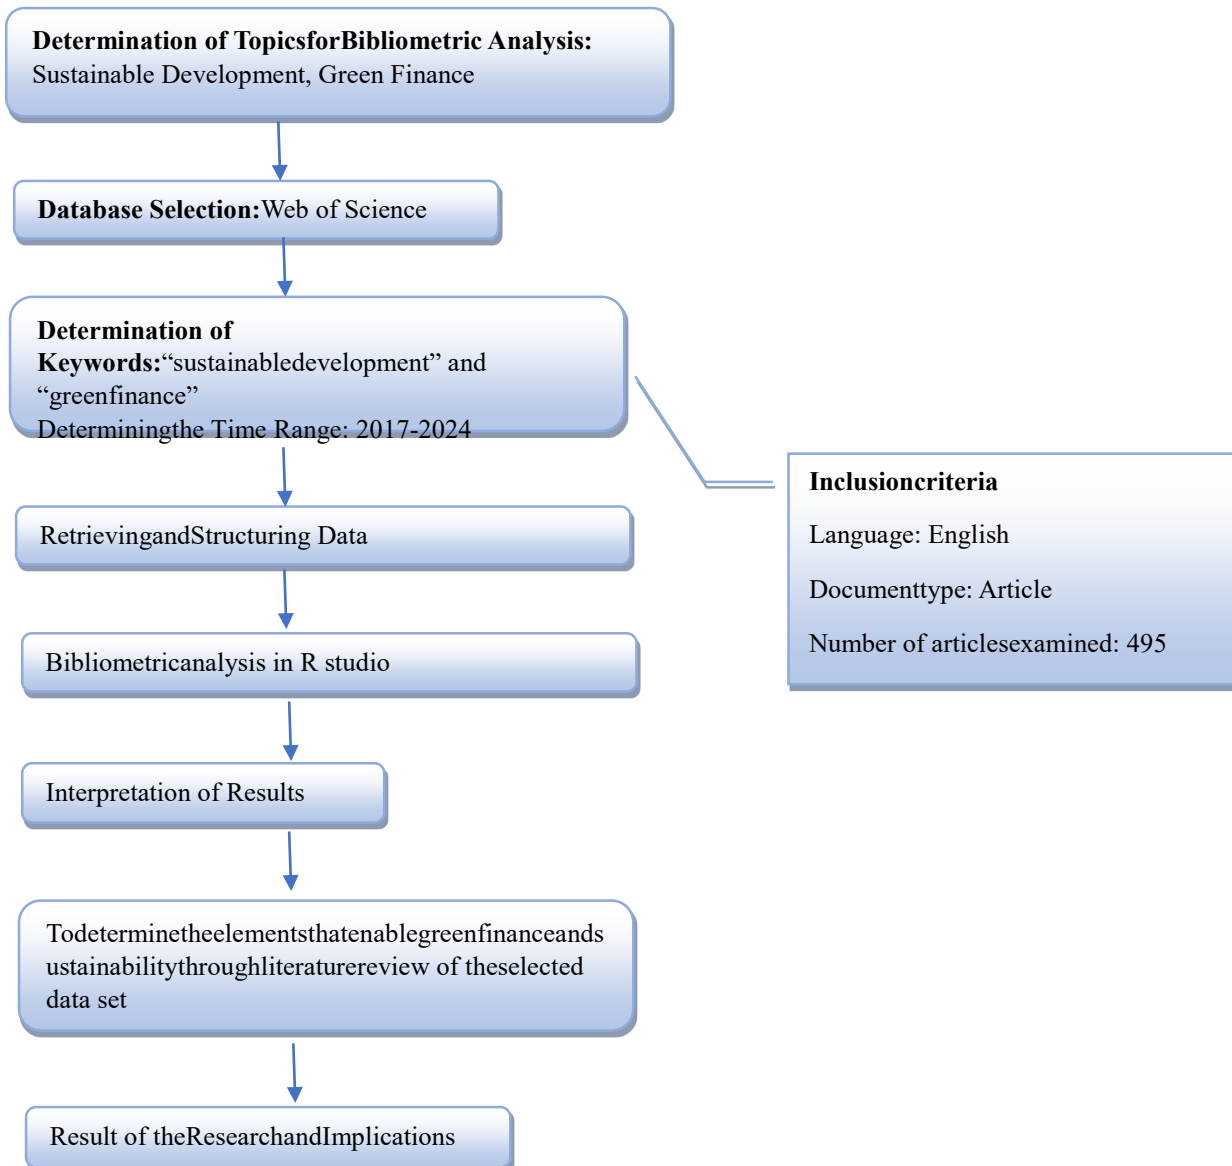 Determination of TopicsforBibliometric Analysis:
Sustainable Development, Green Finance
Database Selection:Web of Science
Determination of
Keywords:“sustainabledevelopment” and
“greenfinance”
Determiningthe Time Range: 2017-2024
Inclusioncriteria
Language: English
Documenttype: Article
Number of articlesexamined: 495
RetrievingandStructuring Data
Bibliometricanalysis in R studio
Interpretation of Results
Todeterminetheelementsthatenablegreenfinanceands
ustainabilitythroughliteraturereview of theselected
data set
Result of theResearchandImplications